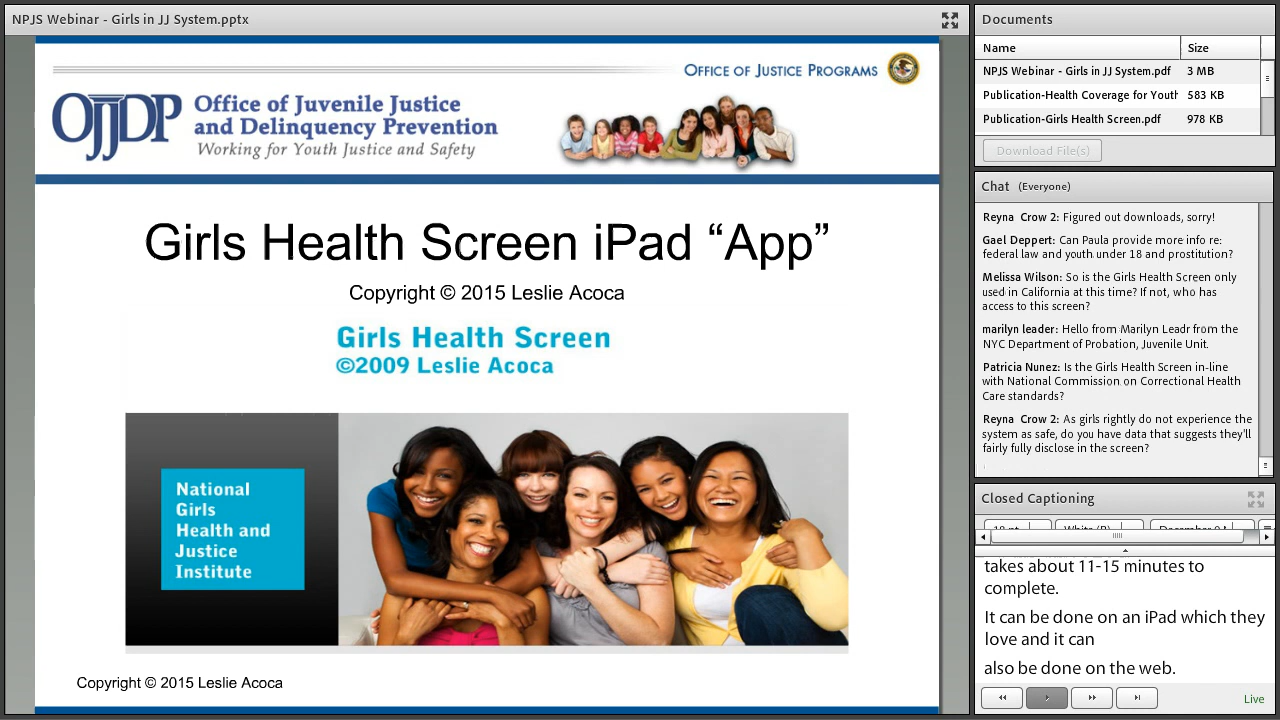 NPJS Webinar - Girls in JJ System.pptx
OFFICE OF JUSTICE PROGRAMS
OJJDP
Office of Juvenile Justice
and Delinquency Prevention
Working for Youth Justice and Safety
Girls Health Screen iPad “App”
Copyright © 2015 Leslie Acoca
Girls Health Screen
©2009 Leslie Acoca
National
Girls
Health and
Justice
Institute
Copyright © 2015 Leslie Acoca
Documents
Name Size
NPJS Webinar - Girls in JJ System.pdf 3 MB
Publication-Health Coverage for Youth 583 KB
Publication-Girls Health Screen.pdf 978 KB
Download File(s)
Chat (Everyone)
Reyna Crow 2: Figured out downloads, sorry!
Gael Deppert: Can Paula provide more info re:
federal law and youth under 18 and prostitution?
Melissa Wilson: So is the Girls Health Screen only
used in California at this time? If not, who has
access to this screen?
marilyn leader: Hello from Marilyn Leadr from the
NYC Department of Probation, Juvenile Unit.
Patricia Nunez: Is the Girls Health Screen in-line
with National Commission on Correctional Health
Care standards?
Reyna Crow 2: As girls rightly do not experience the
system as safe, do you have data that suggests they'll
fairly fully disclose in the screen?
Closed Captioning
takes about 11-15 minutes to
complete.
It can be done on an iPad which they
love and it can
also be done on the web.
Live